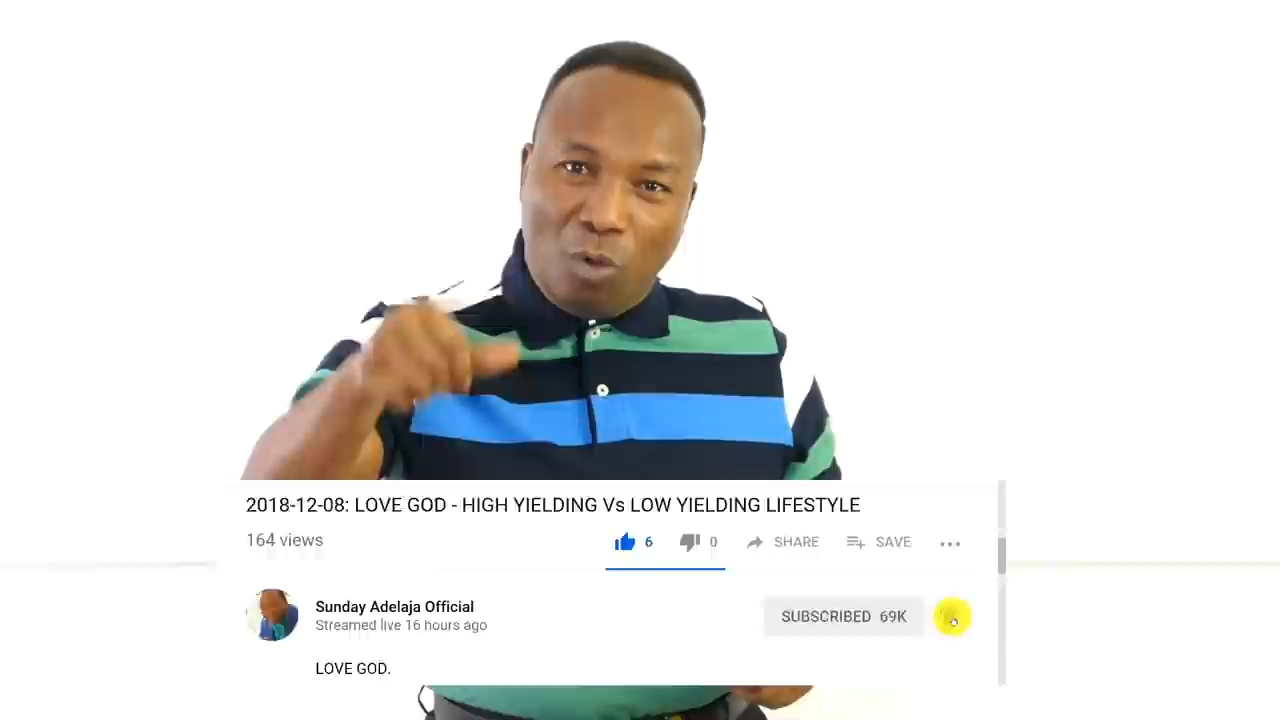 2018-12-08: LOVE GOD - HIGH YIELDING Vs LOW YIELDING LIFESTYLE
164 views
6 0 SHARE SAVE
Sunday Adelaja Official
SUBSCRIBED 69K
Streamed live 16 hours ago
LOVE GOD.